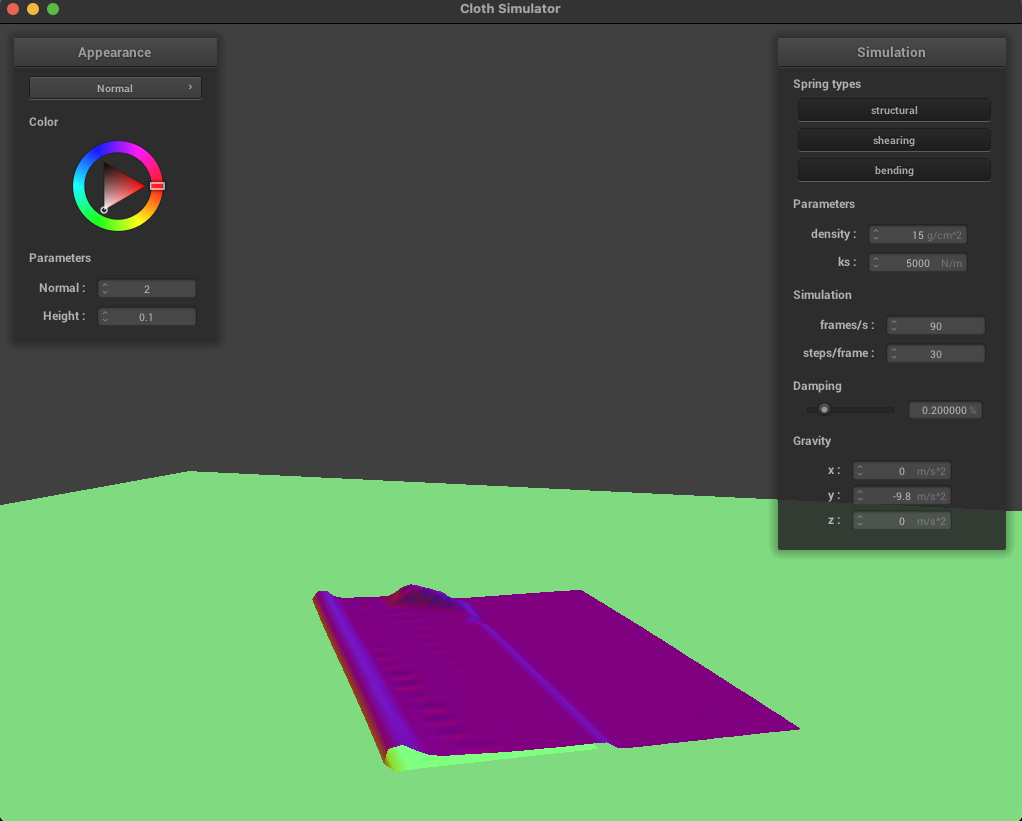 Cloth Simulator
Appearance
Normal
Color
Parameters
Normal : 2
Height : 0.1
Simulation
Spring types
structural
shearing
bending
Parameters
density : 15 g/cm^2
ks : 5000 N/m
Simulation
frames/s : 90
steps/frame : 30
Damping
0.200000 %
Gravity
x : 0 m/s^2
y : -9.8 m/s^2
z : 0 m/s^2